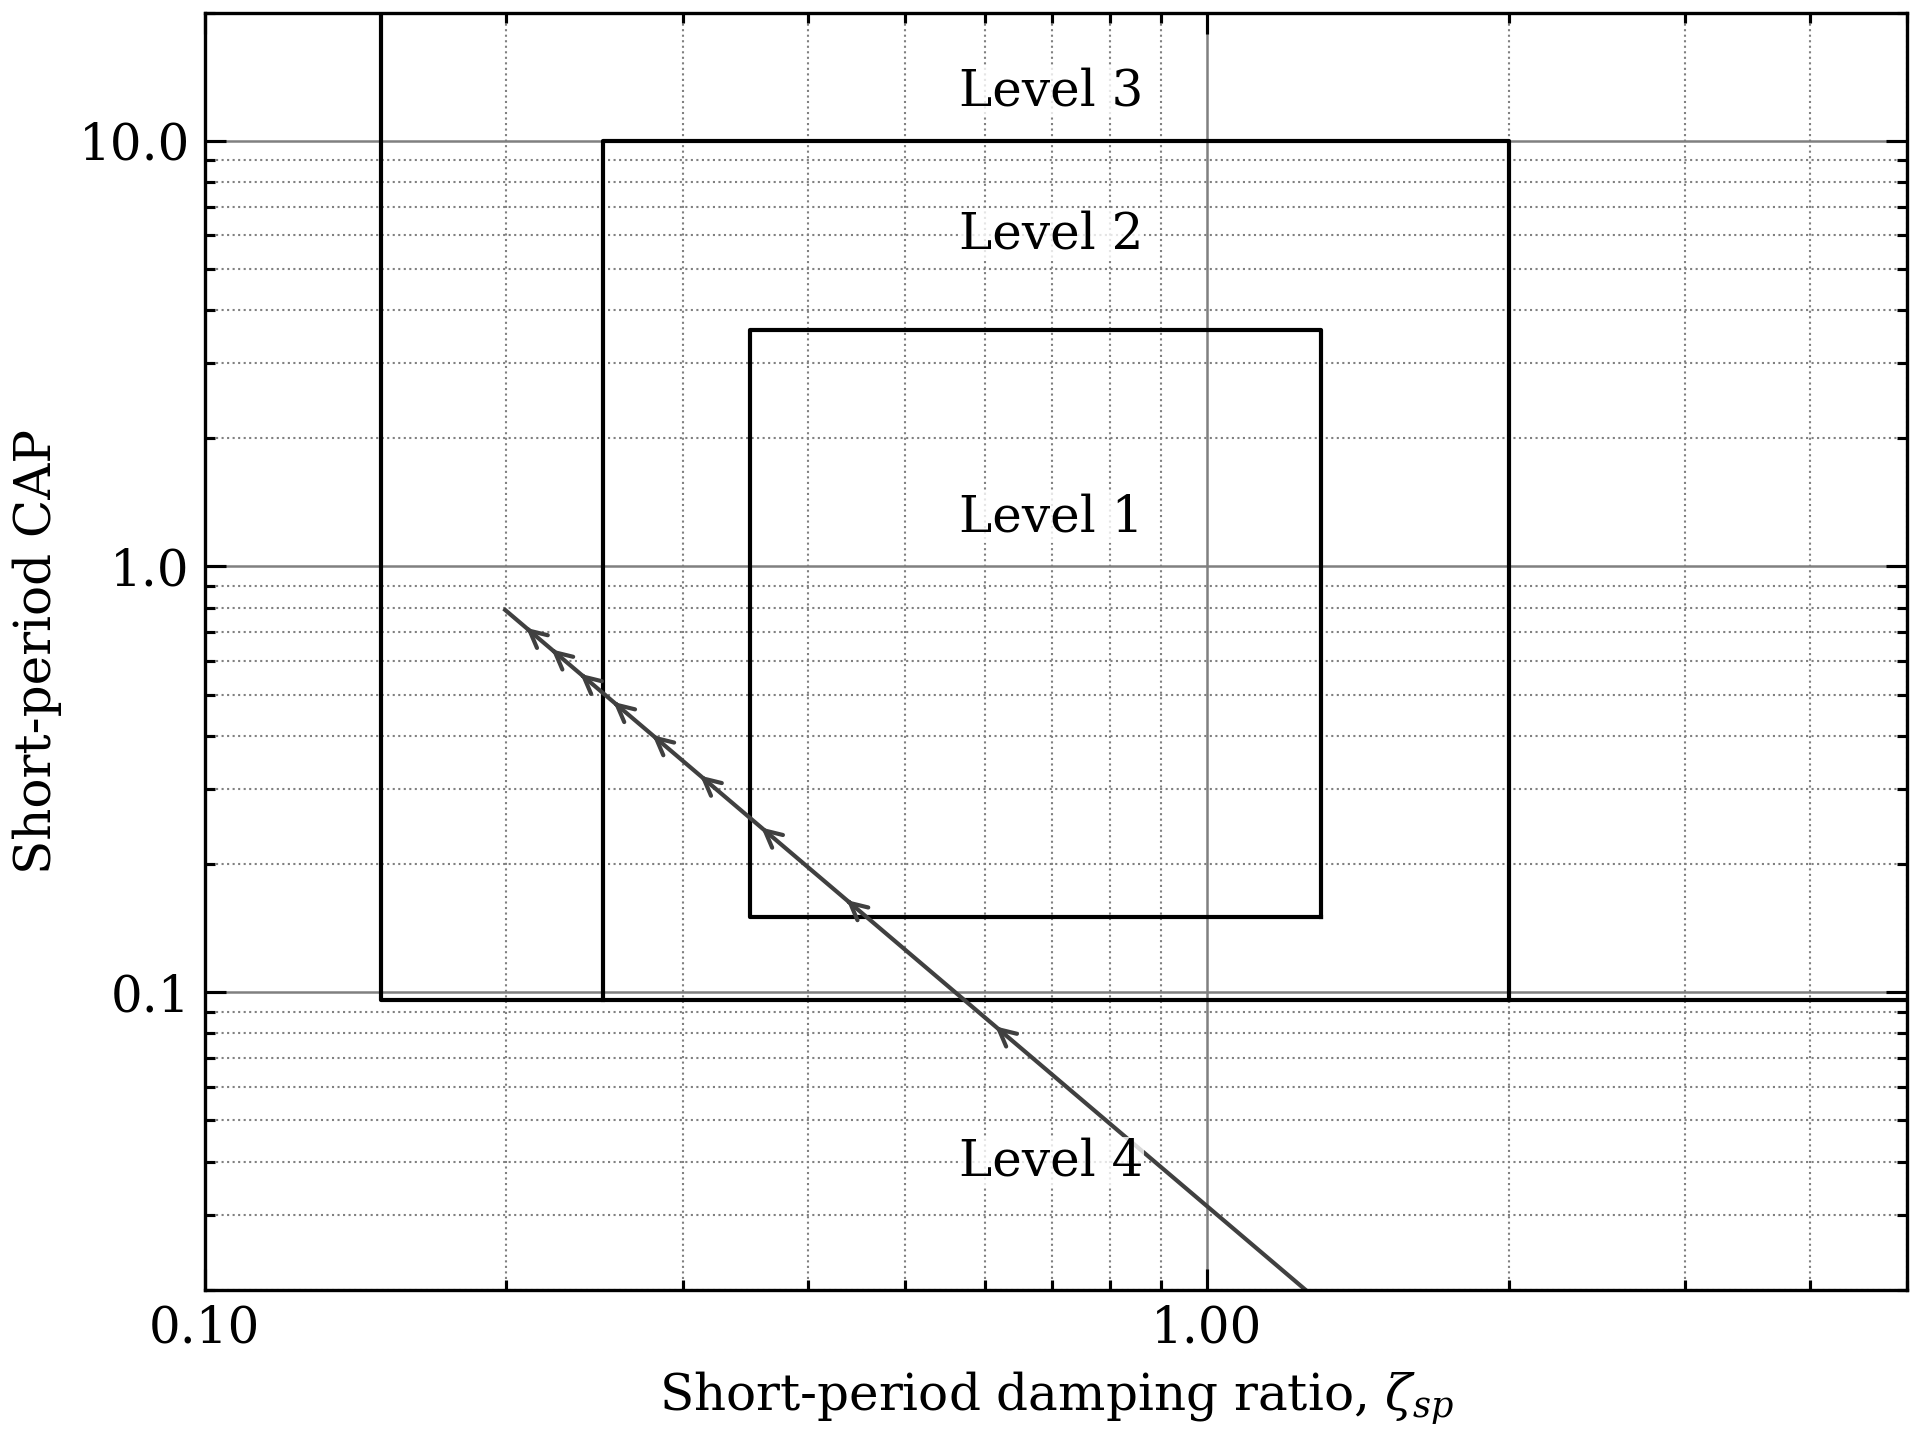 Level 3
10.0
Level 2
Level 1
1.0
Short-period CAP
0.1
Level 4
0.10
1.00
Short-period damping ratio, ζsp